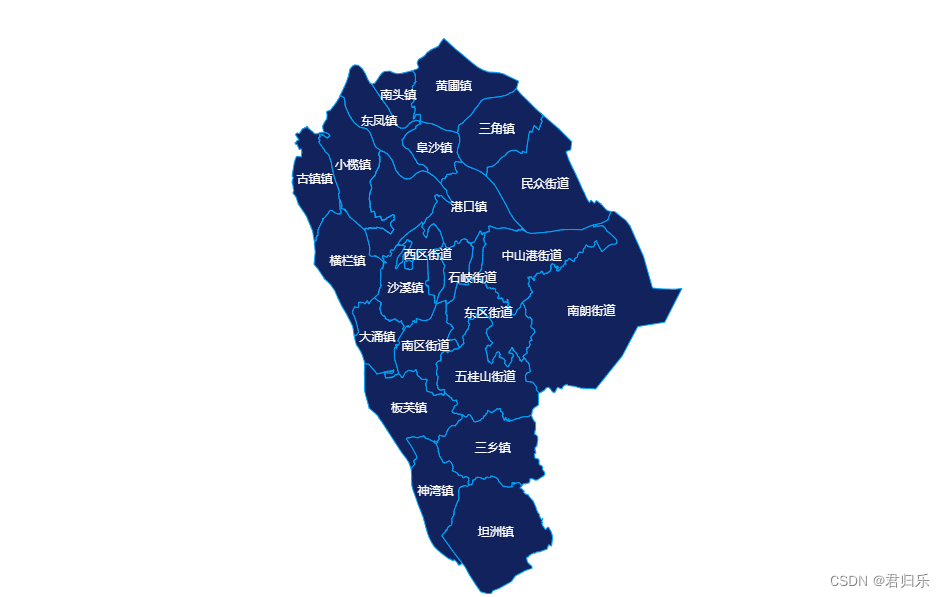 黄圃镇
南头镇
东凤镇
三角镇
阜沙镇
小榄镇
古镇镇
民众街道
港口镇
西区街道
中山港街道
横栏镇
石岐街道
沙溪镇
南朗街道
东区街道
大涌镇
南区街道
五桂山街道
板芙镇
三乡镇
神湾镇
坦洲镇
CSDN @君归乐